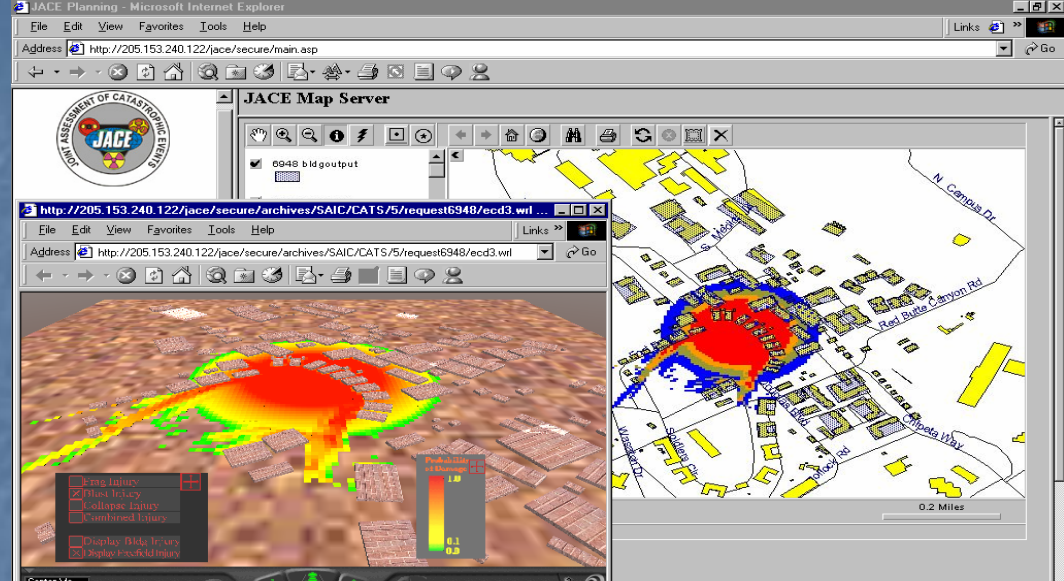 JACE Planning - Microsoft Internet Explorer
File Edit View Favorites Tools Help
Links »
Address http://205.153.240.122/jace/secure/main.asp
Go
JOINT ASSESSMENT OF CATASTROPHIC EVENTS
JACE
JACE Map Server
6948 bldgoutput
N. Campus Dr
Red Butte Canyon Rd
Chipeta Way
Wasatch Dr
0.2 Miles
http://205.153.240.122/jace/secure/archives/SAIC/CATS/5/request6948/ecd3.wrl ...
File Edit View Favorites Tools Help
Links »
Address http://205.153.240.122/jace/secure/archives/SAIC/CATS/5/request6948/ecd3.wrl
Go
Frag Injury
Blast Injury
Collapse Injury
Combined Injury
Display Bldg Injury
Display Freefield Injury
Probability
of Damage
1.0
0.1
0.0